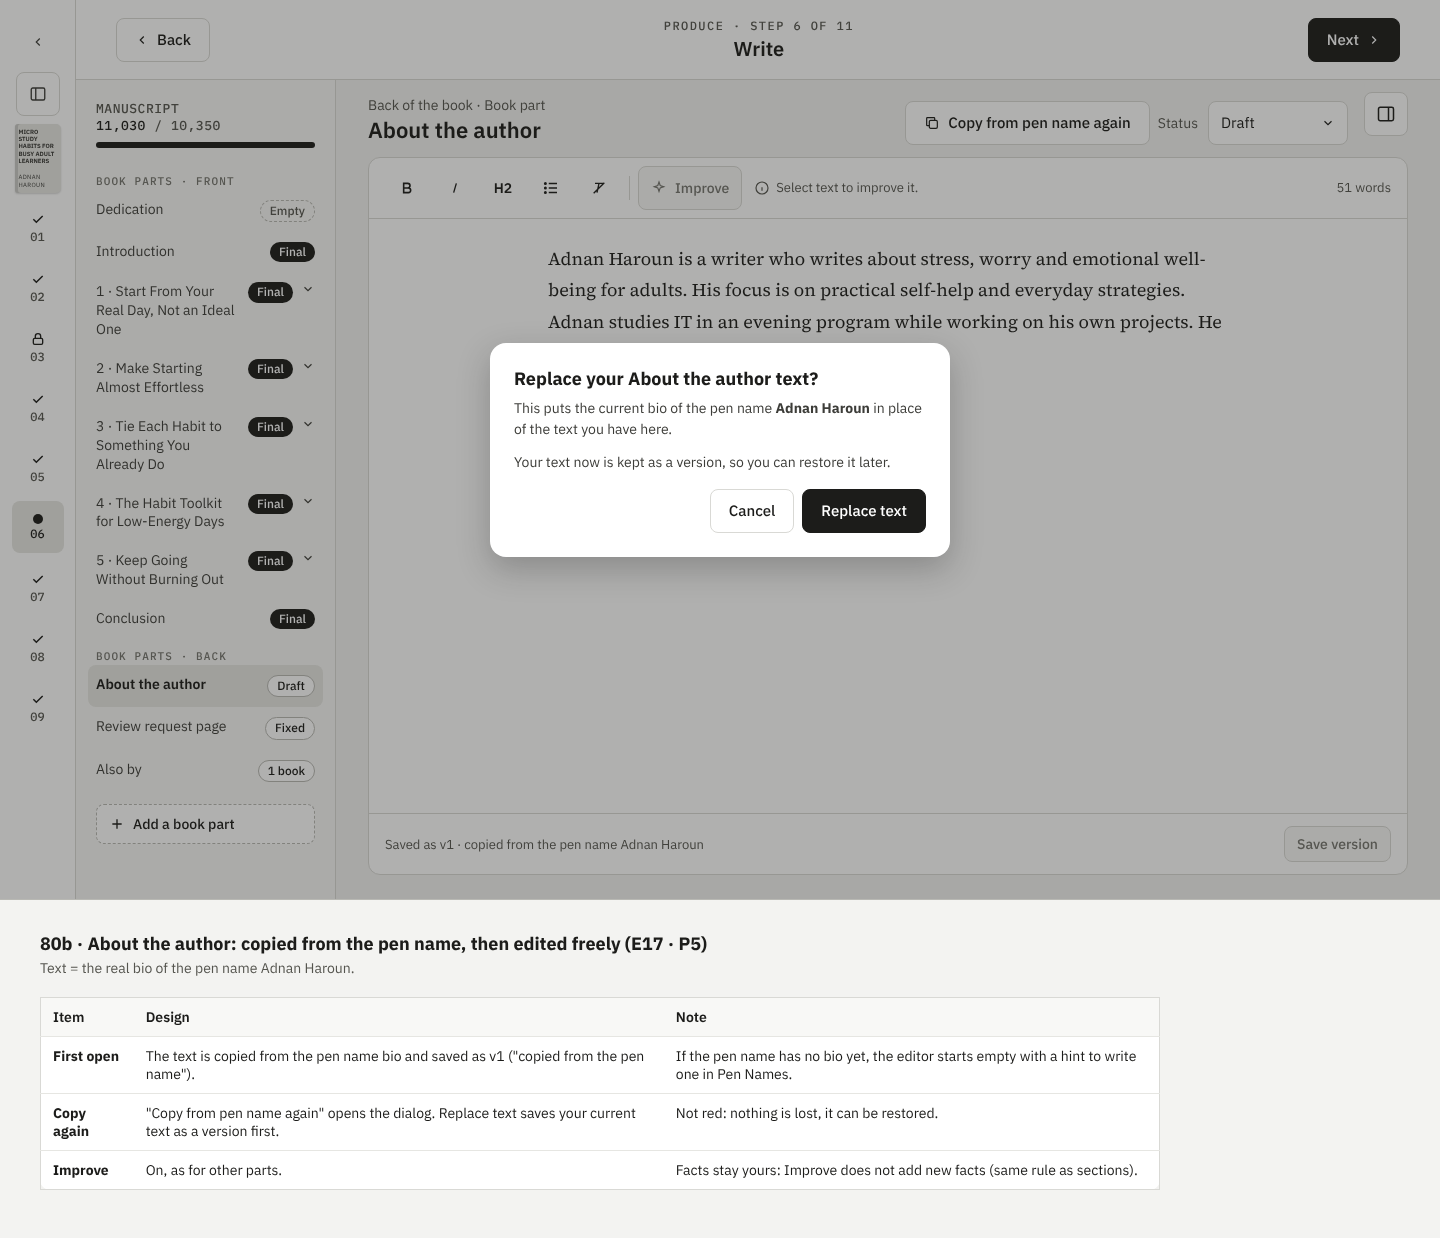 PRODUCE · STEP 6 OF 11
Back
Write
Next
MICRO
STUDY
HABITS FOR
BUSY ADULT
LEARNERS
ADNAN
HAROUN
01
02
03
04
05
06
07
08
09
MANUSCRIPT
11,030 / 10,350
BOOK PARTS · FRONT
Dedication Empty
Introduction Final
1 · Start From Your Final
Real Day, Not an Ideal
One
2 · Make Starting Final
Almost Effortless
3 · Tie Each Habit to Final
Something You
Already Do
4 · The Habit Toolkit Final
for Low-Energy Days
5 · Keep Going Final
Without Burning Out
Conclusion Final
BOOK PARTS · BACK
About the author Draft
Review request page Fixed
Also by 1 book
Add a book part
Back of the book · Book part
About the author
Copy from pen name again
Status Draft
B I H2 Improve Select text to improve it. 51 words
Adnan Haroun is a writer who writes about stress, worry and emotional well-
being for adults. His focus is on practical self-help and everyday strategies.
Adnan studies IT in an evening program while working on his own projects. He
Replace your About the author text?
This puts the current bio of the pen name Adnan Haroun in place
of the text you have here.
Your text now is kept as a version, so you can restore it later.
Cancel Replace text
Saved as v1 · copied from the pen name Adnan Haroun
Save version
80b · About the author: copied from the pen name, then edited freely (E17 · P5)
Text = the real bio of the pen name Adnan Haroun.
Item Design Note
First open
The text is copied from the pen name bio and saved as v1 ("copied from the pen
name").
If the pen name has no bio yet, the editor starts empty with a hint to write
one in Pen Names.
Copy
again
"Copy from pen name again" opens the dialog. Replace text saves your current
text as a version first.
Not red: nothing is lost, it can be restored.
Improve
On, as for other parts.
Facts stay yours: Improve does not add new facts (same rule as sections).